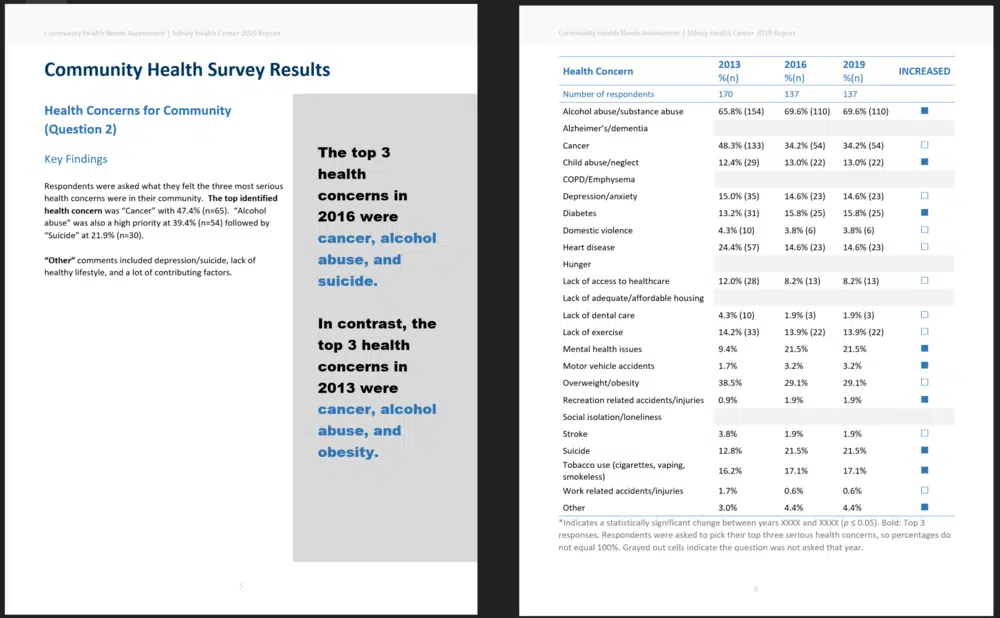 Community Health Needs Assessment | Sidney Health Center 2019 Report
Community Health Survey Results
Health Concerns for Community
(Question 2)
Key Findings
Respondents were asked what they felt the three most serious
health concerns were in their community. The top identified
health concern was “Cancer” with 47.4% (n=65). “Alcohol
abuse” was also a high priority at 39.4% (n=54) followed by
“Suicide” at 21.9% (n=30).
“Other” comments included depression/suicide, lack of
healthy lifestyle, and a lot of contributing factors.
The top 3
health
concerns in
2016 were
cancer, alcohol
abuse, and
suicide.
In contrast, the
top 3 health
concerns in
2013 were
cancer, alcohol
abuse, and
obesity.
5
Community Health Needs Assessment | Sidney Health Center 2019 Report
Health Concern 2013 %(n) 2016 %(n) 2019 %(n) INCREASED
Number of respondents 170 137 137
Alcohol abuse/substance abuse 65.8% (154) 69.6% (110) 69.6% (110)
Alzheimer’s/dementia
Cancer 48.3% (133) 34.2% (54) 34.2% (54)
Child abuse/neglect 12.4% (29) 13.0% (22) 13.0% (22)
COPD/Emphysema
Depression/anxiety 15.0% (35) 14.6% (23) 14.6% (23)
Diabetes 13.2% (31) 15.8% (25) 15.8% (25)
Domestic violence 4.3% (10) 3.8% (6) 3.8% (6)
Heart disease 24.4% (57) 14.6% (23) 14.6% (23)
Hunger
Lack of access to healthcare 12.0% (28) 8.2% (13) 8.2% (13)
Lack of adequate/affordable housing
Lack of dental care 4.3% (10) 1.9% (3) 1.9% (3)
Lack of exercise 14.2% (33) 13.9% (22) 13.9% (22)
Mental health issues 9.4% 21.5% 21.5%
Motor vehicle accidents 1.7% 3.2% 3.2%
Overweight/obesity 38.5% 29.1% 29.1%
Recreation related accidents/injuries 0.9% 1.9% 1.9%
Social isolation/loneliness
Stroke 3.8% 1.9% 1.9%
Suicide 12.8% 21.5% 21.5%
Tobacco use (cigarettes, vaping,
smokeless) 16.2% 17.1% 17.1%
Work related accidents/injuries 1.7% 0.6% 0.6%
Other 3.0% 4.4% 4.4%
*Indicates a statistically significant change between years XXXX and XXXX (p ≤ 0.05). Bold: Top 3
responses. Respondents were asked to pick their top three serious health concerns, so percentages do
not equal 100%. Grayed out cells indicate the question was not asked that year.
6